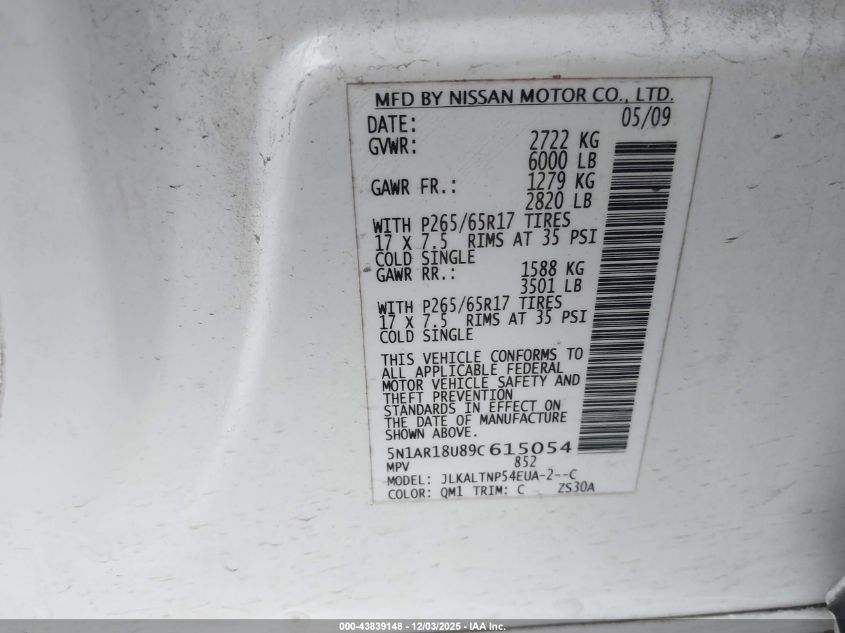 MFD BY NISSAN MOTOR CO., LTD.
DATE: 05/09
GVWR: 2722 KG
6000 LB
GAWR FR.: 1279 KG
2820 LB
WITH P265/65R17 TIRES
17 X 7.5 RIMS AT 35 PSI
COLD SINGLE
GAWR RR.: 1588 KG
3501 LB
WITH P265/65R17 TIRES
17 X 7.5 RIMS AT 35 PSI
COLD SINGLE
THIS VEHICLE CONFORMS TO
ALL APPLICABLE FEDERAL
MOTOR VEHICLE SAFETY AND
THEFT PREVENTION
STANDARDS IN EFFECT ON
THE DATE OF MANUFACTURE
SHOWN ABOVE.
5N1AR18U89C615054
MPV 852
MODEL: JLKALTNP54EUA-2--C
COLOR: QM1 TRIM: C ZS30A
000-43839148 - 12/03/2025 - IAA Inc.